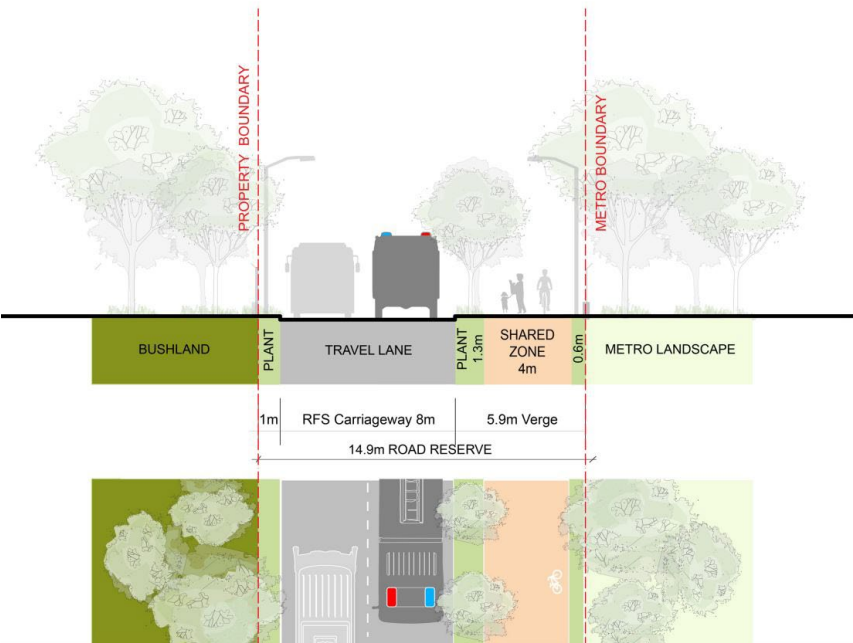 PROPERTY BOUNDARY
METRO BOUNDARY
BUSHLAND
PLANT
TRAVEL LANE
PLANT
1.3m
SHARED
ZONE
4m
0.6m
METRO LANDSCAPE
1m
RFS Carriageway 8m
5.9m Verge
14.9m ROAD RESERVE